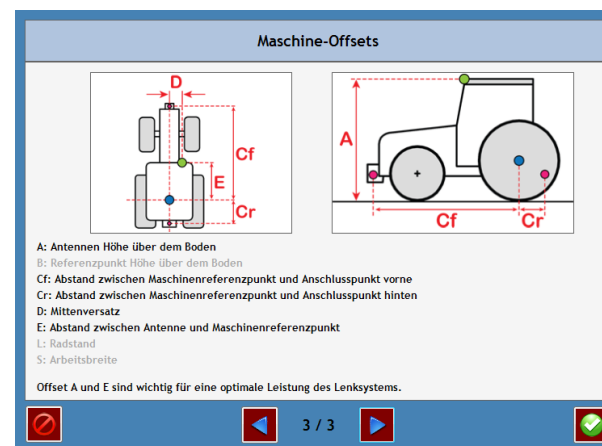 Maschine-Offsets
D
Cf
E
Cr
A
Cf
Cr
A: Antennen Höhe über dem Boden
B: Referenzpunkt Höhe über dem Boden
Cf: Abstand zwischen Maschinenreferenzpunkt und Anschlusspunkt vorne
Cr: Abstand zwischen Maschinenreferenzpunkt und Anschlusspunkt hinten
D: Mittenversatz
E: Abstand zwischen Antenne und Maschinenreferenzpunkt
L: Radstand
S: Arbeitsbreite
Offset A und E sind wichtig für eine optimale Leistung des Lenksystems.
3 / 3